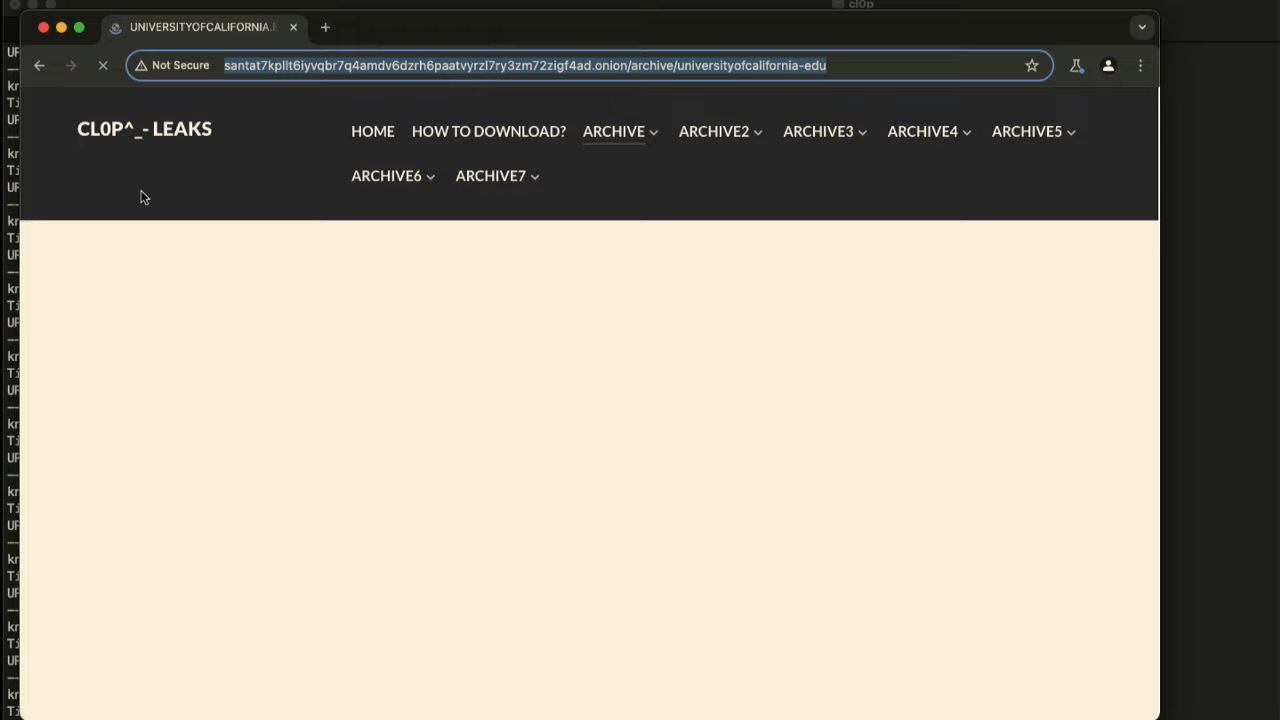 cl0p
UNIVERSITYOFCALIFORNIA.
Not Secure
santat7kpllt6iyvqbr7q4amdv6dzrh6paatvyrzl7ry3zm72zigf4ad.onion/archive/universityofcalifornia-edu
CL0P^_- LEAKS
HOME HOW TO DOWNLOAD? ARCHIVE ARCHIVE2 ARCHIVE3 ARCHIVE4 ARCHIVE5
ARCHIVE6 ARCHIVE7